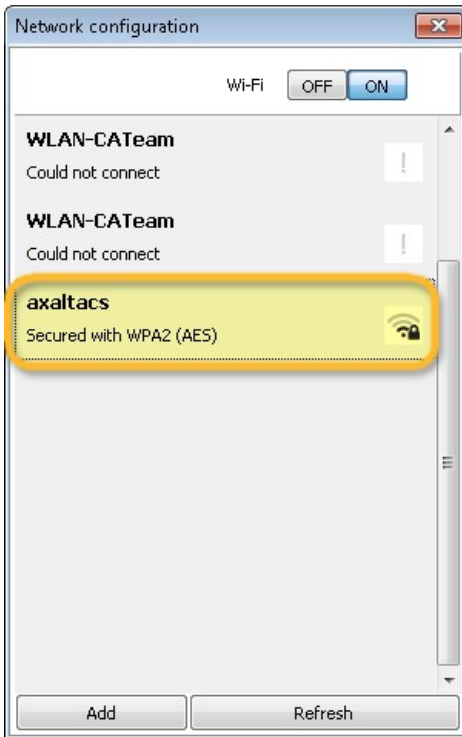 Network configuration
Wi-Fi OFF ON
WLAN-CATeam
Could not connect
WLAN-CATeam
Could not connect
axaltacs
Secured with WPA2 (AES)
Add Refresh